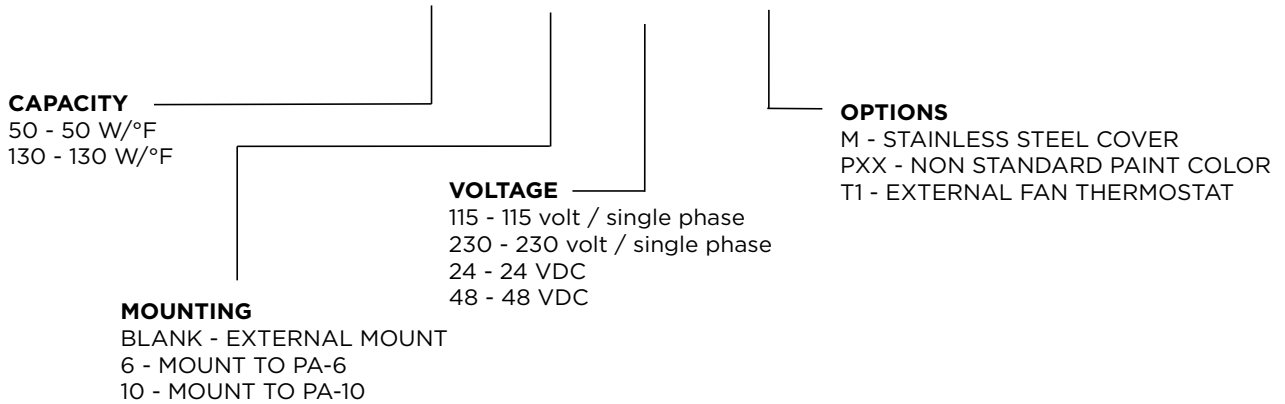 CAPACITY
50 - 50 W/°F
130 - 130 W/°F
OPTIONS
M - STAINLESS STEEL COVER
PXX - NON STANDARD PAINT COLOR
T1 - EXTERNAL FAN THERMOSTAT
VOLTAGE
115 - 115 volt / single phase
230 - 230 volt / single phase
24 - 24 VDC
48 - 48 VDC
MOUNTING
BLANK - EXTERNAL MOUNT
6 - MOUNT TO PA-6
10 - MOUNT TO PA-10